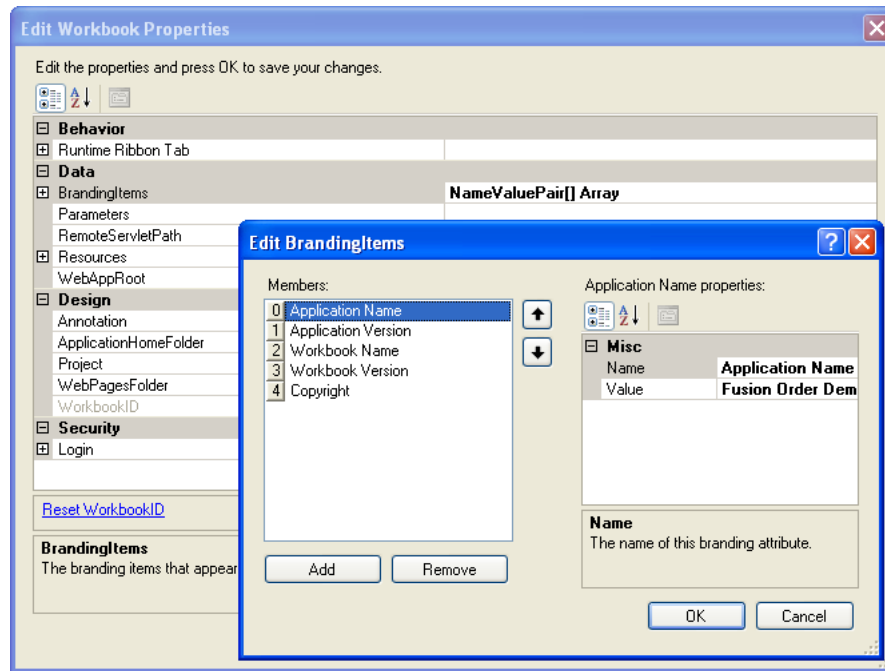 Edit Workbook Properties
Edit the properties and press OK to save your changes.
Behavior
Runtime Ribbon Tab
Data
BrandingItems NameValuePair[] Array
Parameters
RemoteServletPath
Resources
WebAppRoot
Design
Annotation
ApplicationHomeFolder
Project
WebPagesFolder
WorkbookID
Security
Login
Reset WorkbookID
BrandingItems
The branding items that appear
Edit BrandingItems
Members:
0 Application Name
1 Application Version
2 Workbook Name
3 Workbook Version
4 Copyright
Add Remove
Application Name properties:
Misc
Name Application Name
Value Fusion Order Dem
Name
The name of this branding attribute.
OK Cancel